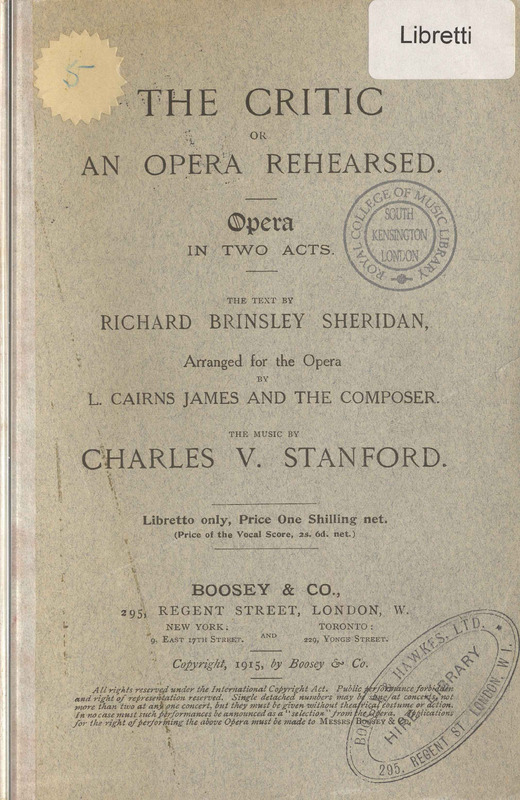 Libretti
5
THE CRITIC
OR
AN OPERA REHEARSED.
Opera
IN TWO ACTS.
ROYAL COLLEGE OF MUSIC LIBRARY
SOUTH
KENSINGTON
LONDON
THE TEXT BY
RICHARD BRINSLEY SHERIDAN,
Arranged for the Opera
BY
L. CAIRNS JAMES AND THE COMPOSER.
THE MUSIC BY
CHARLES V. STANFORD.
Libretto only, Price One Shilling net.
(Price of the Vocal Score, 2s. 6d. net.)
BOOSEY & CO.,
295, REGENT STREET, LONDON, W.
NEW YORK: AND TORONTO:
9, EAST 17TH STREET. 229, YONGE STREET.
Copyright, 1915, by Boosey & Co.
All rights reserved under the International Copyright Act. Public performance forbidden
and right of representation reserved. Single detached numbers may be sung at concerts, not
more than two at any one concert, but they must be given without theatrical costume or action.
In no case must such performances be announced as a "selection" from the Opera. Applications
for the right of performing the above Opera must be made to MESSRS. BOOSEY &
HAWKES, LTD.
HIRE LIBRARY
295, REGENT ST. LONDON, W.1.